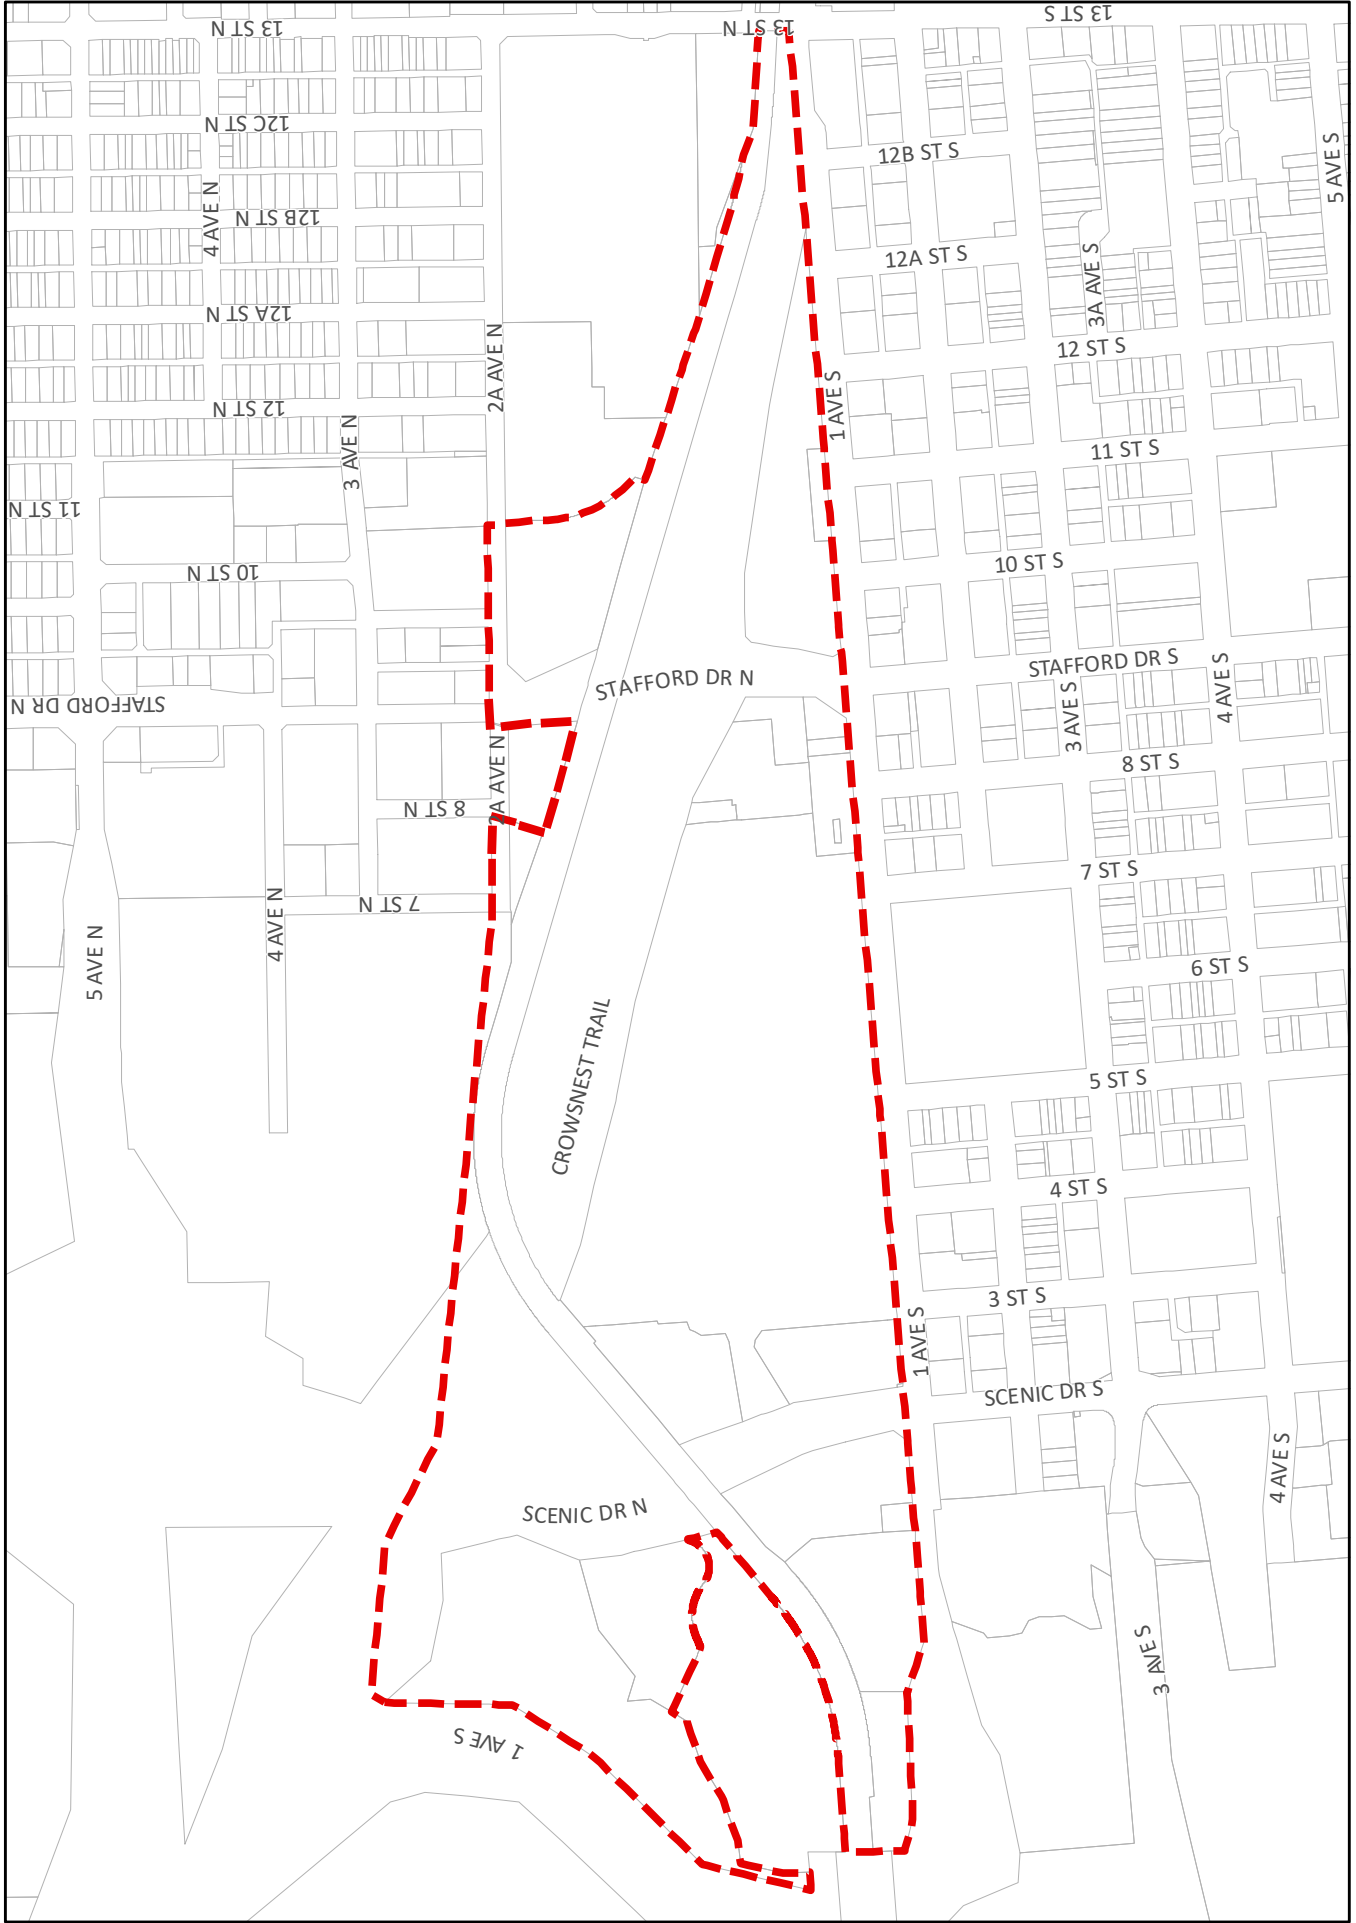 13 ST N
13 ST N
13 ST S
12C ST N
12B ST S
5 AVE S
4 AVE N
12B ST N
12A ST S
3A AVE S
12A ST N
12 ST S
2A AVE N
1 AVE S
12 ST N
3 AVE N
11 ST S
11 ST N
10 ST S
10 ST N
STAFFORD DR S
STAFFORD DR N
4 AVE S
STAFFORD DR N
3 AVE S
8 ST S
2A AVE N
8 ST N
7 ST S
7 ST N
4 AVE N
5 AVE N
6 ST S
CROWSNEST TRAIL
5 ST S
4 ST S
3 ST S
1 AVE S
SCENIC DR S
4 AVE S
SCENIC DR N
3 AVE S
1 AVE S